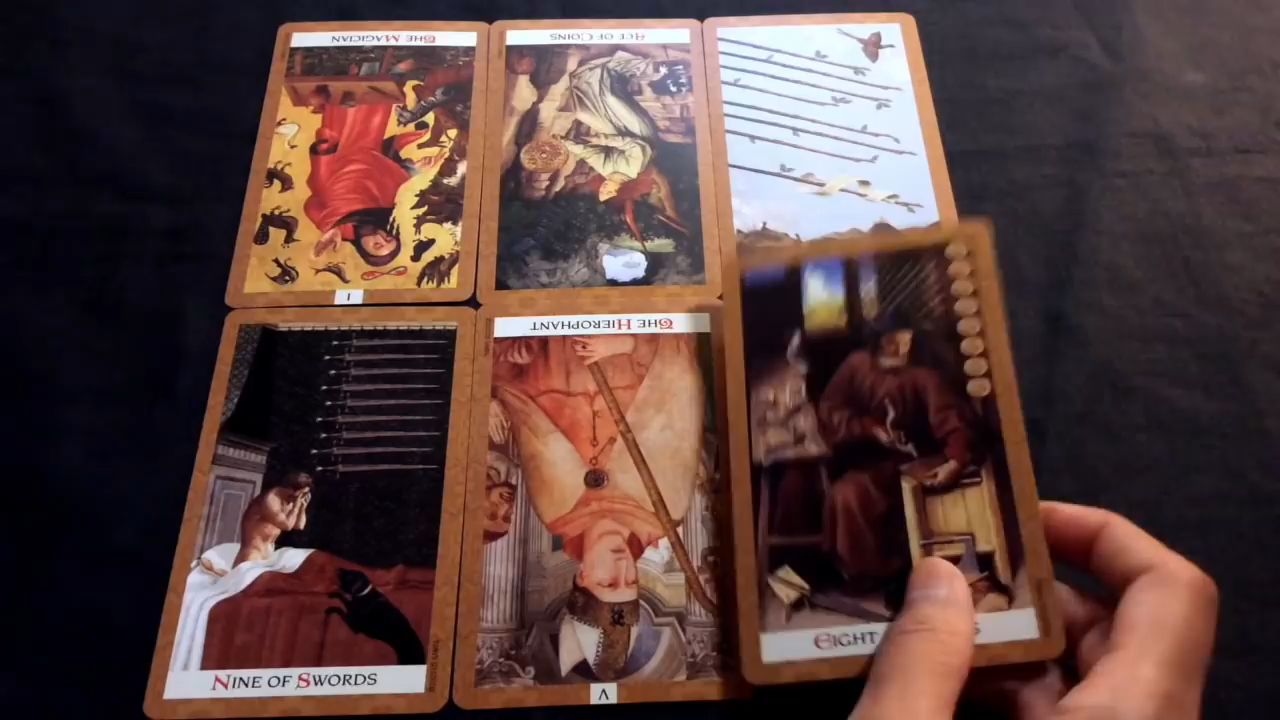 THE MAGICIAN
I
ACE OF COINS
NINE OF SWORDS
THE HIEROPHANT
V
EIGHT